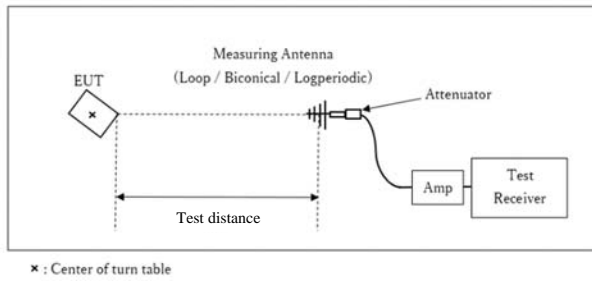 Measuring Antenna
(Loop / Biconical / Logperiodic)
EUT
Attenuator
Amp
Test
Receiver
Test distance
× : Center of turn table